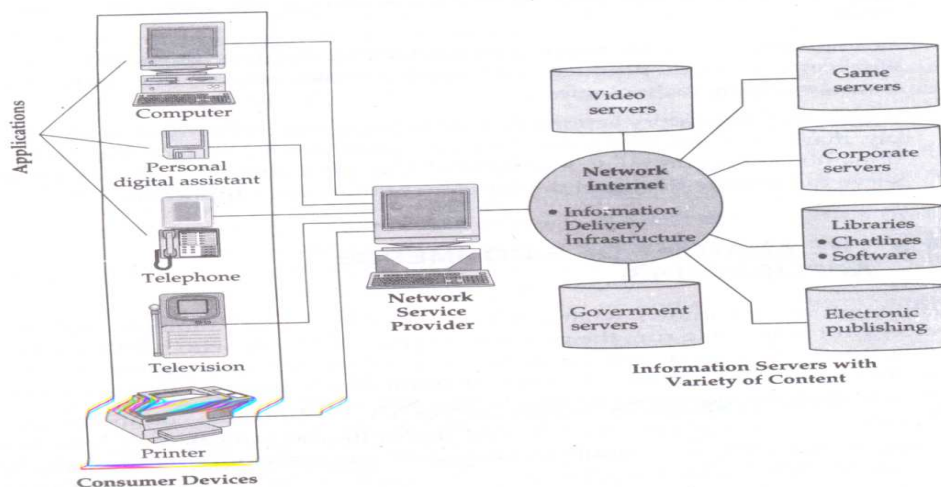 Applications
Computer
Personal
digital assistant
Telephone
Television
Printer
Consumer Devices
Network
Service
Provider
Video
servers
Network
Internet
• Information
Delivery
Infrastructure
Government
servers
Game
servers
Corporate
servers
Libraries
• Chatlines
• Software
Electronic
publishing
Information Servers with
Variety of Content